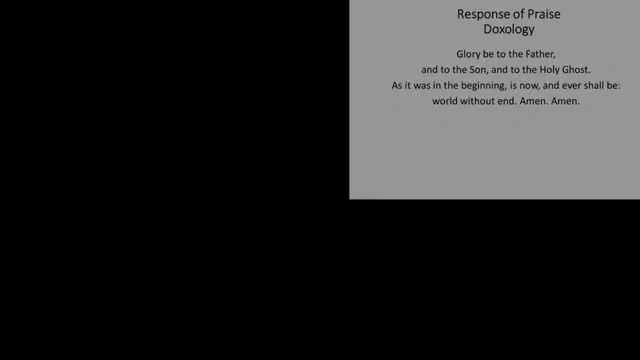 Response of Praise
Doxology
Glory be to the Father,
and to the Son, and to the Holy Ghost.
As it was in the beginning, is now, and ever shall be:
world without end. Amen. Amen.